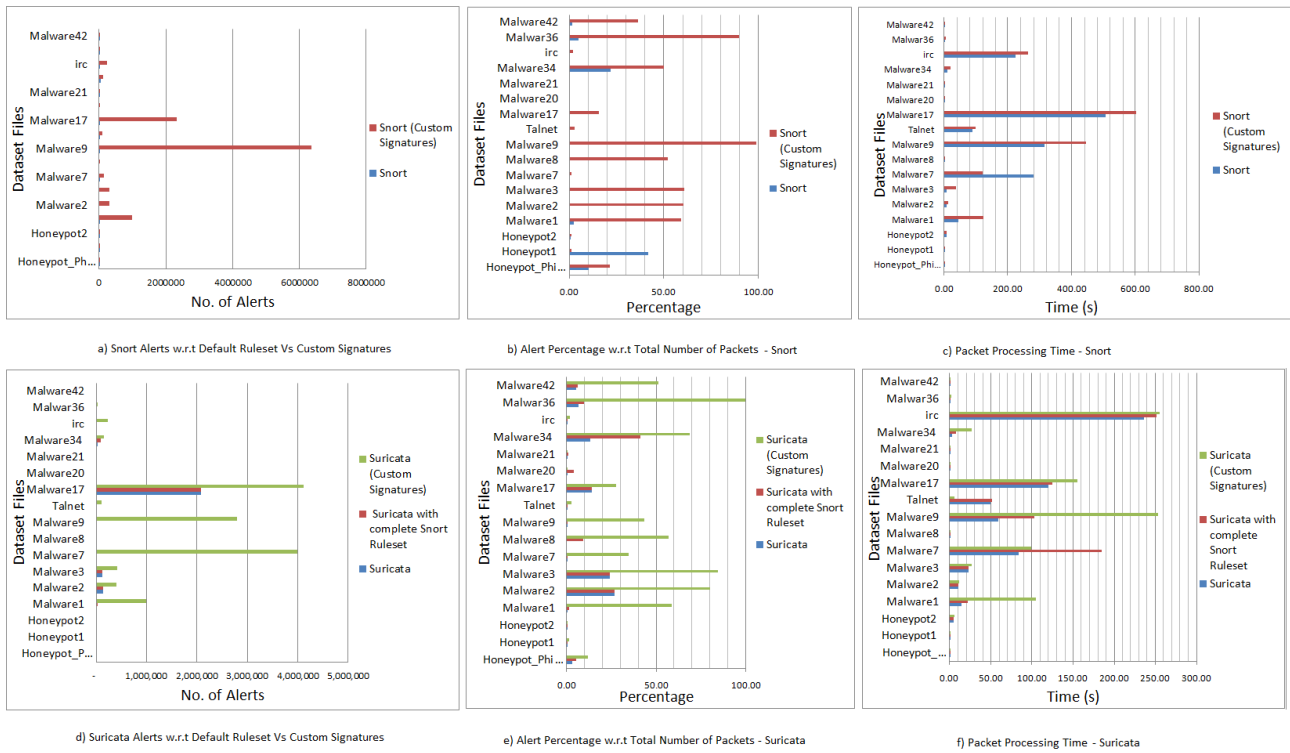 Malware42
irc
Malware21
Malware17
Malware9
Malware7
Malware2
Honeypot2
Honeypot_Ph...
Dataset Files
0
2000000
4000000
6000000
8000000
No. of Alerts
Snort (Custom
Signatures)
Snort
a) Snort Alerts w.r.t Default Ruleset Vs Custom Signatures
Malware42
Malwar36
irc
Malware34
Malware21
Malware20
Malware17
Talnet
Malware9
Malware8
Malware7
Malware3
Malware2
Malware1
Honeypot2
Honeypot1
Honeypot_Phi...
Dataset Files
0.00
50.00
100.00
Percentage
Snort
(Custom
Signatures)
Snort
b) Alert Percentage w.r.t Total Number of Packets - Snort
Malware42
Malwar36
irc
Malware34
Malware21
Malware20
Malware17
Talnet
Malware9
Malware8
Malware7
Malware3
Malware2
Malware1
Honeypot2
Honeypot1
Honeypot_Phi...
Dataset Files
0.00
200.00
400.00
600.00
800.00
Time (s)
Snort
(Custom
Signatures)
Snort
c) Packet Processing Time - Snort
Malware42
Malwar36
irc
Malware34
Malware21
Malware20
Malware17
Talnet
Malware9
Malware8
Malware7
Malware3
Malware2
Malware1
Honeypot2
Honeypot1
Honeypot_P...
Dataset Files
-
1,000,000
2,000,000
3,000,000
4,000,000
5,000,000
No. of Alerts
Suricata
(Custom
Signatures)
Suricata with
complete Snort
Ruleset
Suricata
d) Suricata Alerts w.r.t Default Ruleset Vs Custom Signatures
Malware42
Malwar36
irc
Malware34
Malware21
Malware20
Malware17
Talnet
Malware9
Malware8
Malware7
Malware3
Malware2
Malware1
Honeypot2
Honeypot1
Honeypot_Phi...
Dataset Files
0.00
50.00
100.00
Percentage
Suricata
(Custom
Signatures)
Suricata with
complete Snort
Ruleset
Suricata
e) Alert Percentage w.r.t Total Number of Packets - Suricata
Malware42
Malwar36
irc
Malware34
Malware21
Malware20
Malware17
Talnet
Malware9
Malware8
Malware7
Malware3
Malware2
Malware1
Honeypot2
Honeypot1
Honeypot_...
Dataset Files
0.00
50.00
100.00
150.00
200.00
250.00
300.00
Time (s)
Suricata
(Custom
Signatures)
Suricata with
complete
Snort
Ruleset
Suricata
f) Packet Processing Time - Suricata